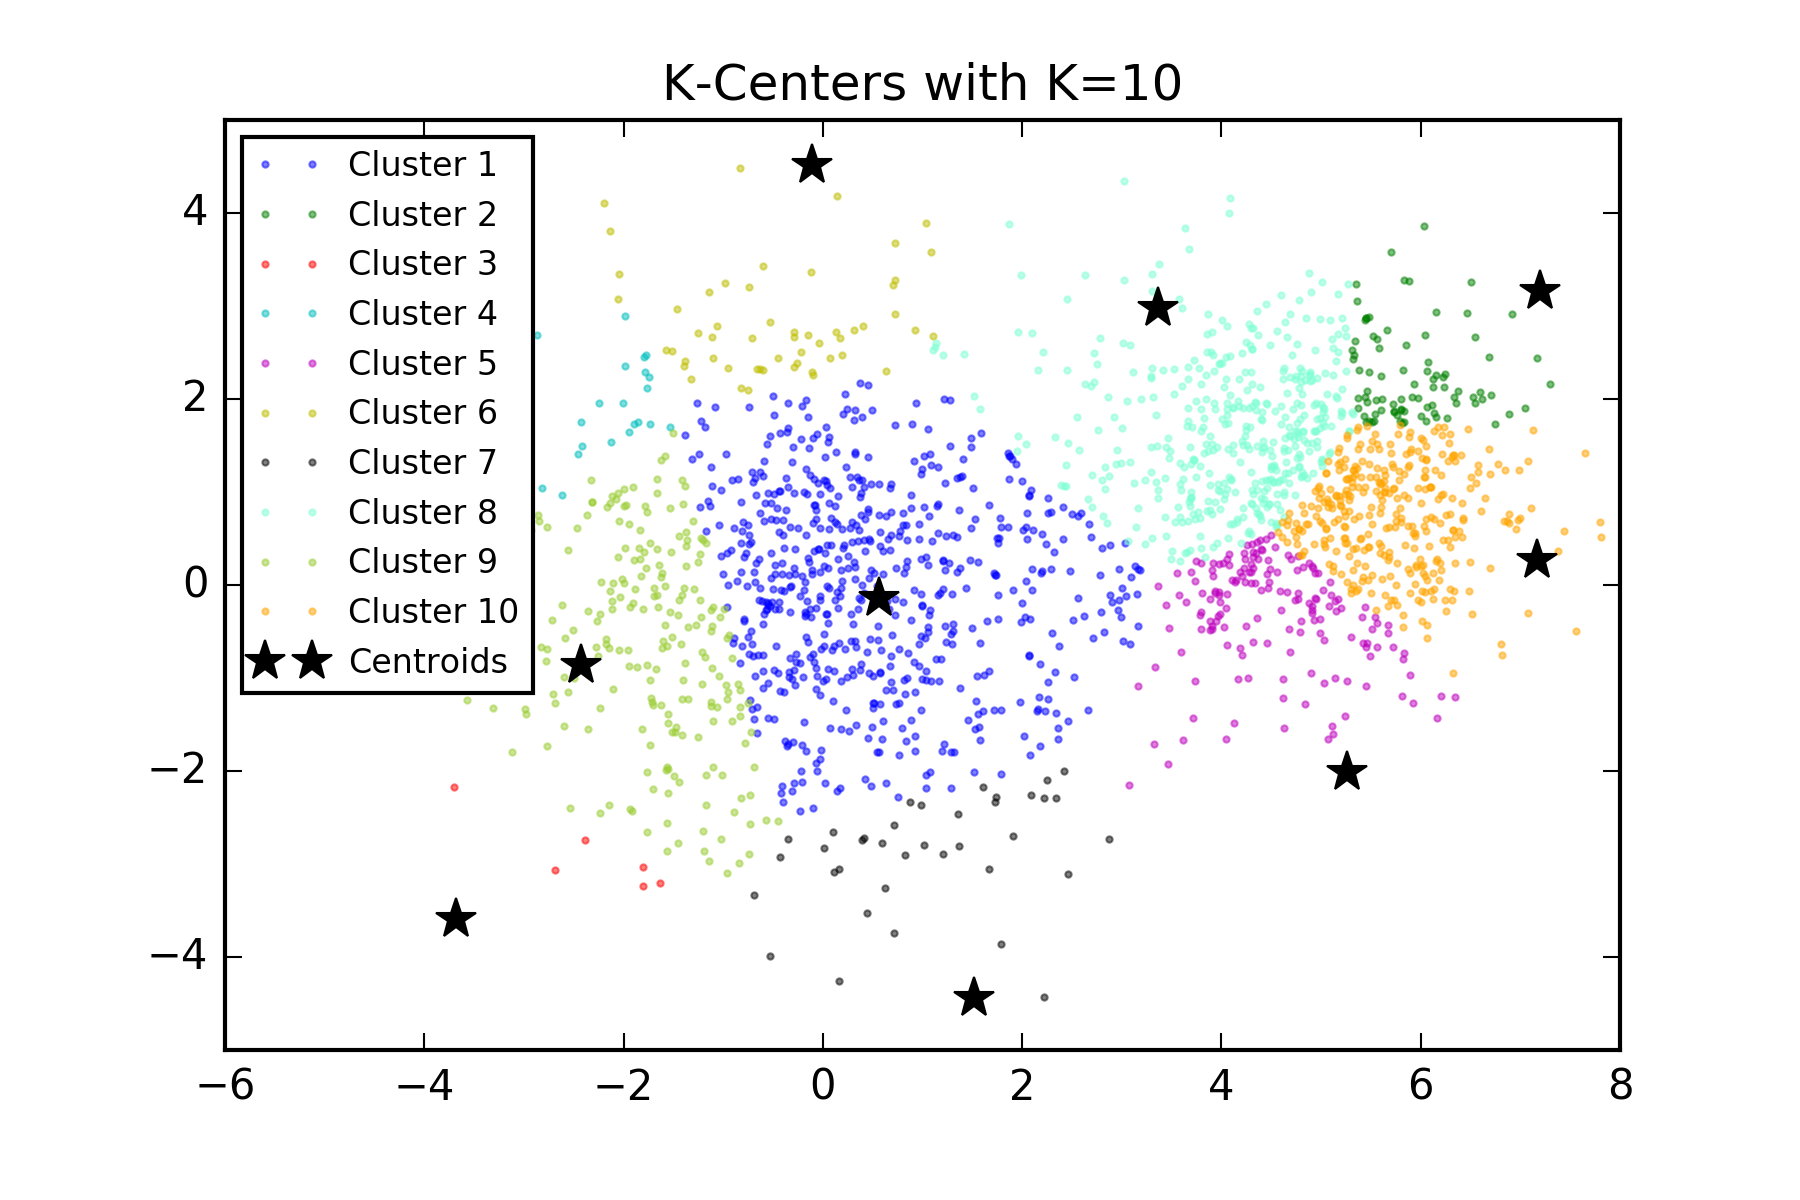 K-Centers with K=10
Cluster 1
Cluster 2
Cluster 3
Cluster 4
Cluster 5
Cluster 6
Cluster 7
Cluster 8
Cluster 9
Cluster 10
Centroids
4
2
0
−2
−4
−6 −4 −2 0 2 4 6 8